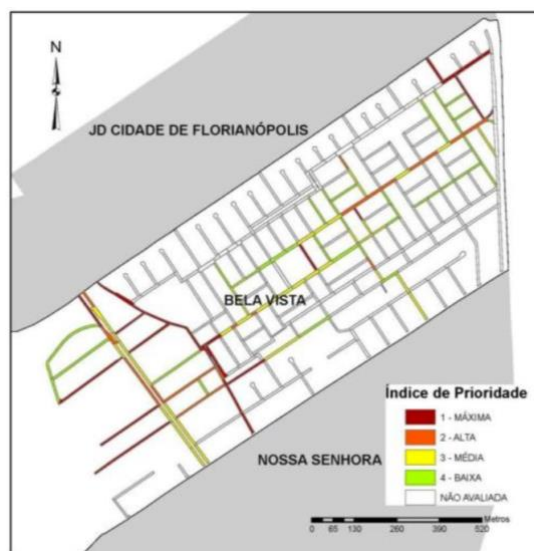 N
JD CIDADE DE FLORIANÓPOLIS
BELA VISTA
NOSSA SENHORA
Índice de Prioridade
1 - MÁXIMA
2 - ALTA
3 - MÉDIA
4 - BAIXA
NÃO AVALIADA
Metros
0 65 130 260 390 520